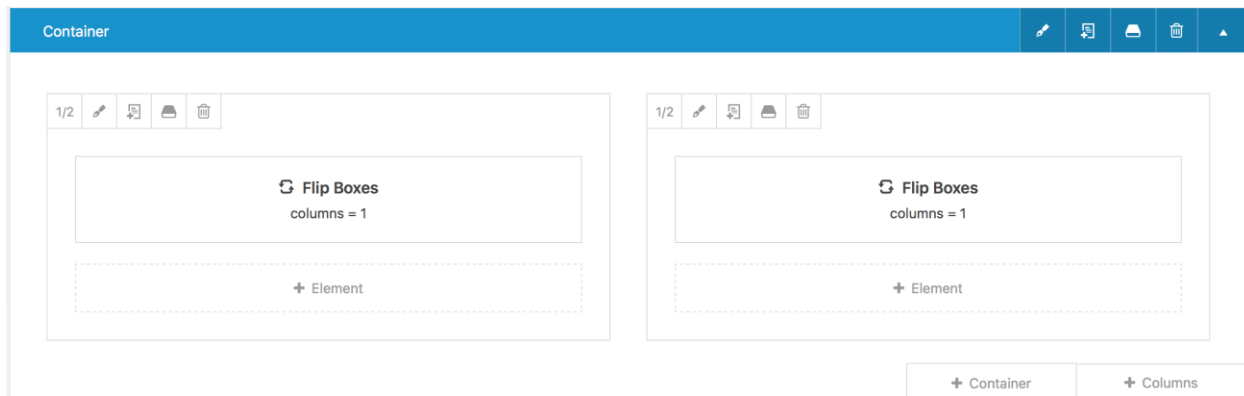 Container
1/2
1/2
Flip Boxes
columns = 1
Flip Boxes
columns = 1
+ Element
+ Element
+ Container
+ Columns